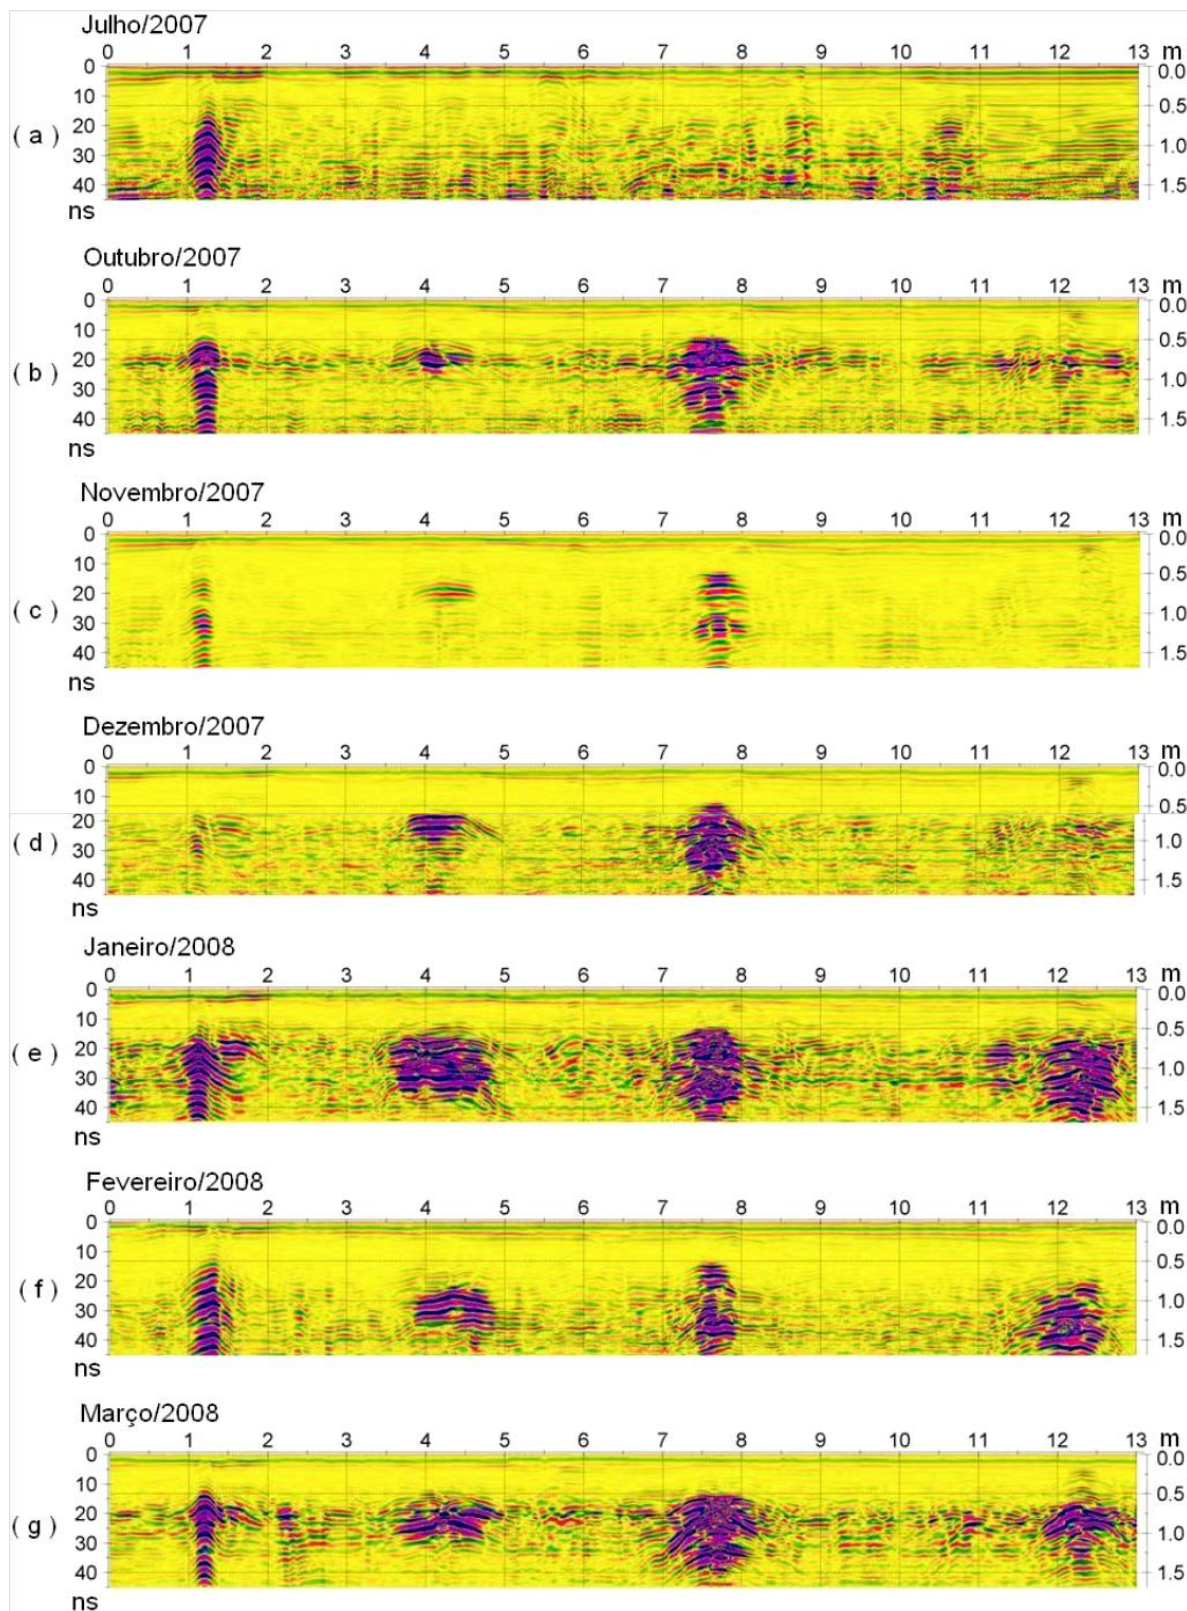 Julho/2007
0 1 2 3 4 5 6 7 8 9 10 11 12 13 m
0 0.0
10 0.5
( a ) 20
30 1.0
40 1.5
ns
Outubro/2007
0 1 2 3 4 5 6 7 8 9 10 11 12 13 m
0 0.0
10 0.5
20
( b ) 30 1.0
40 1.5
ns
Novembro/2007
0 1 2 3 4 5 6 7 8 9 10 11 12 13 m
0 0.0
10 0.5
20
( c ) 30 1.0
40 1.5
ns
Dezembro/2007
0 1 2 3 4 5 6 7 8 9 10 11 12 13 m
0 0.0
10 0.5
20
( d ) 30 1.0
40 1.5
ns
Janeiro/2008
0 1 2 3 4 5 6 7 8 9 10 11 12 13 m
0 0.0
10 0.5
( e ) 20
30 1.0
40 1.5
ns
Fevereiro/2008
0 1 2 3 4 5 6 7 8 9 10 11 12 13 m
0 0.0
10 0.5
( f ) 20
30 1.0
40 1.5
ns
Março/2008
0 1 2 3 4 5 6 7 8 9 10 11 12 13 m
0 0.0
10 0.5
( g ) 20
30 1.0
40 1.5
ns